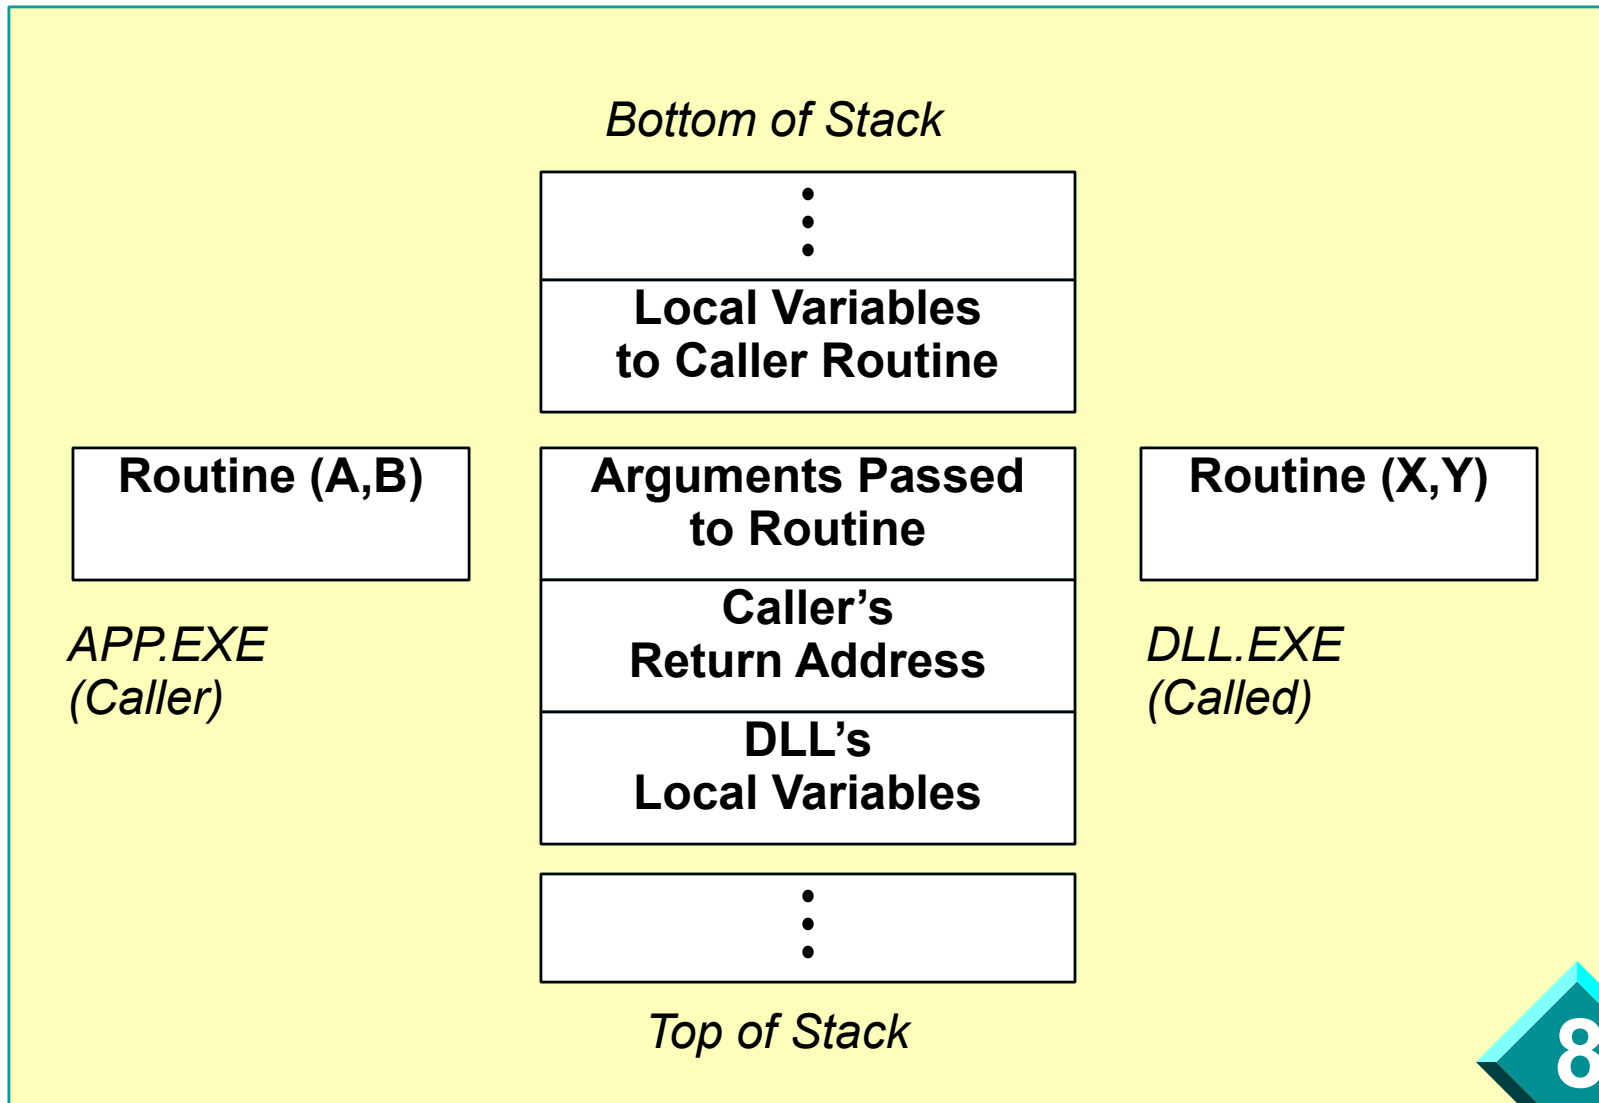 Bottom of Stack
Local Variables
to Caller Routine
Routine (A,B)
Arguments Passed
to Routine
Routine (X,Y)
Caller’s
Return Address
APP.EXE
(Caller)
DLL.EXE
(Called)
DLL’s
Local Variables
Top of Stack
8